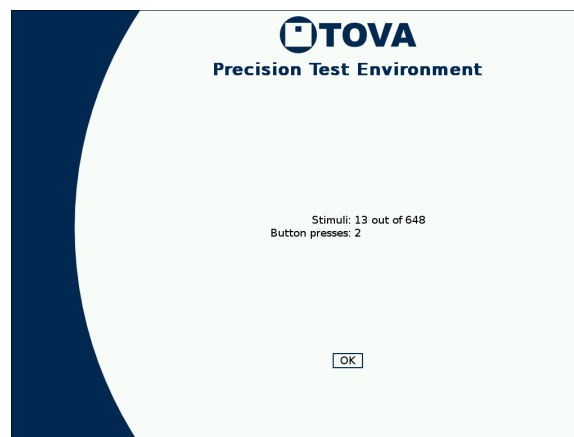 TOVA
Precision Test Environment
Stimuli: 13 out of 648
Button presses: 2
OK